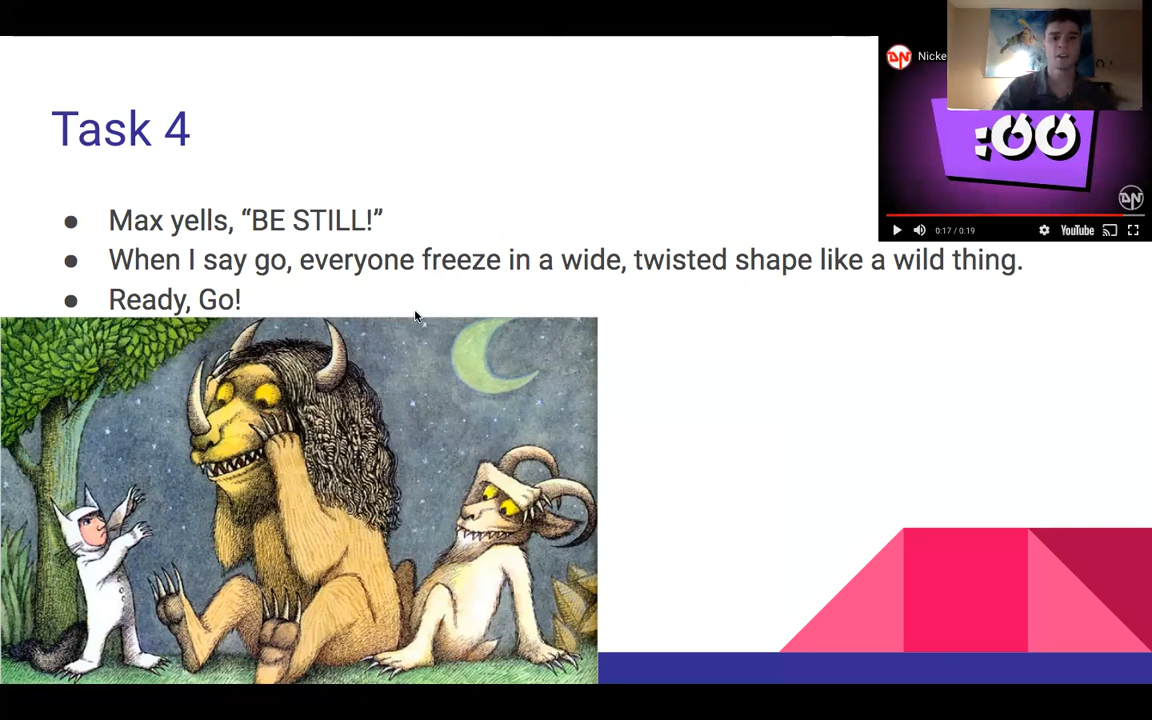 Nicke
:00
Task 4
● Max yells, “BE STILL!”
0:17 / 0:19
YouTube
● When I say go, everyone freeze in a wide, twisted shape like a wild thing.
● Ready, Go!